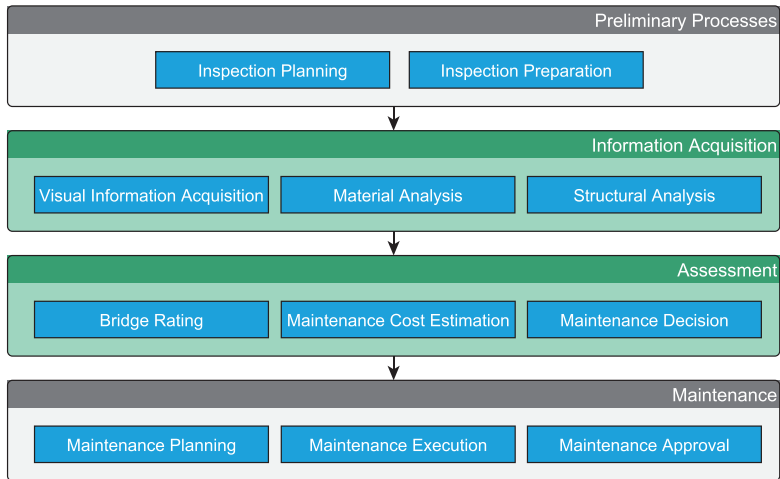 Preliminary Processes
Inspection Planning
Inspection Preparation
Information Acquisition
Visual Information Acquisition
Material Analysis
Structural Analysis
Assessment
Bridge Rating
Maintenance Cost Estimation
Maintenance Decision
Maintenance
Maintenance Planning
Maintenance Execution
Maintenance Approval